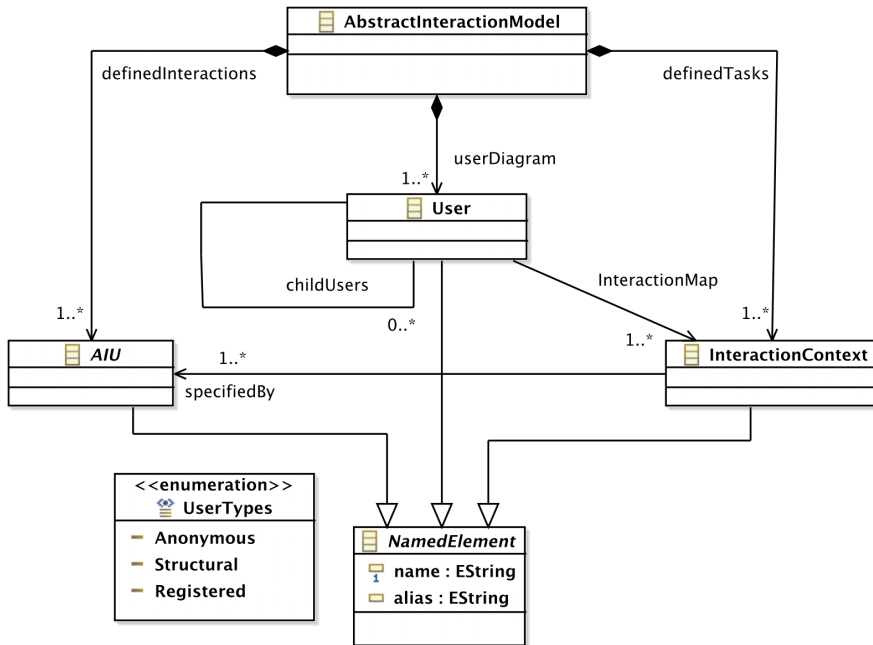 AbstractInteractionModel
definedInteractions
definedTasks
userDiagram
1..*
User
childUsers
InteractionMap
0..*
1..*
1..*
1..*
AIU
1..*
specifiedBy
InteractionContext
<<enumeration>>
UserTypes
Anonymous
Structural
Registered
NamedElement
1
name : EString
alias : EString